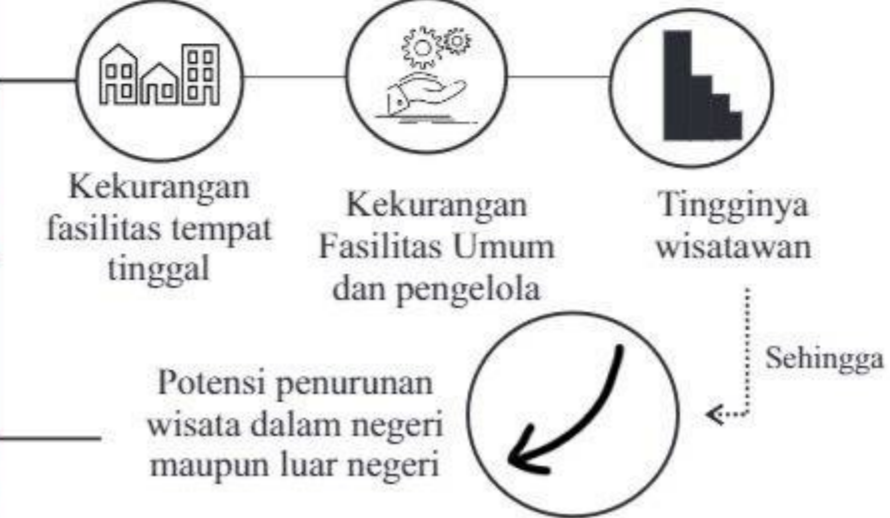 Kekurangan
fasilitas tempat
tinggal
Kekurangan
Fasilitas Umum
dan pengelola
Tingginya
wisatawan
Sehingga
Potensi penurunan
wisata dalam negeri
maupun luar negeri